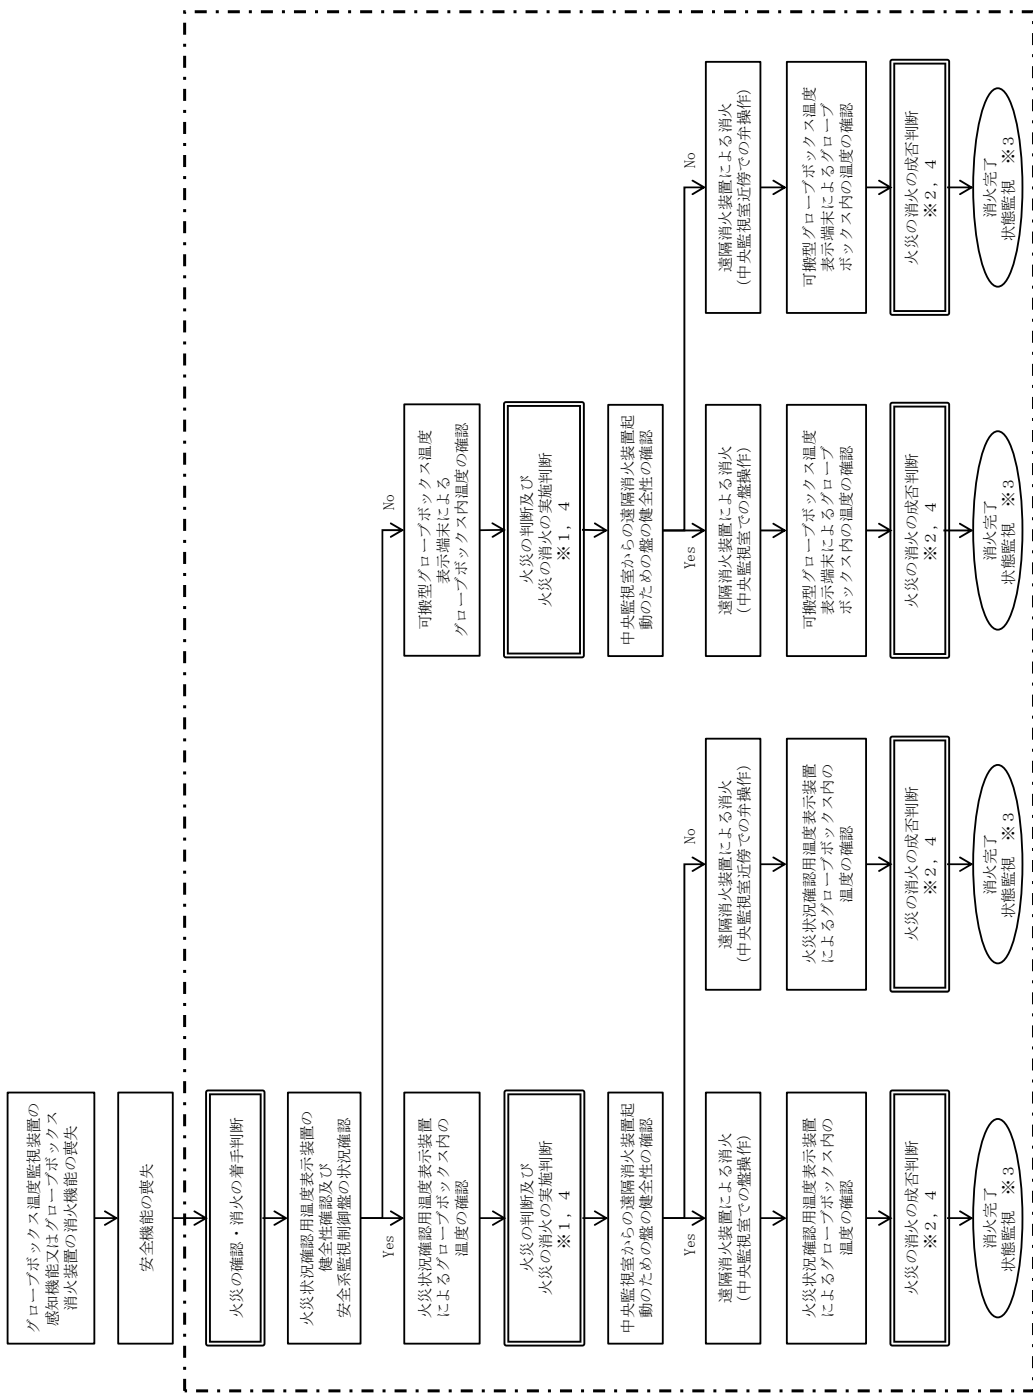 グローブボックス温度監視装置の
感知機能又はグローブボックス
消火装置の消火機能の喪失
安全機能の喪失
火災の確認・消火の着手判断
火災状況確認用温度表示装置の
健全性確認及び
安全系監視制御盤の状況確認
Yes
No
火災状況確認用温度表示装置
によるグローブボックス内の
温度の確認
火災の判断及び
火災の消火の実施判断
※1, 4
中央監視室からの遠隔消火装置起
動のための盤の健全性の確認
Yes
No
遠隔消火装置による消火
(中央監視室での盤操作)
火災状況確認用温度表示装置
によるグローブボックス内の
温度の確認
火災の消火の成否判断
※2, 4
消火完了
状態監視 ※3
遠隔消火装置による消火
(中央監視室近傍での弁操作)
火災状況確認用温度表示装置
によるグローブボックス内の
温度の確認
火災の消火の成否判断
※2, 4
消火完了
状態監視 ※3
可搬型グローブボックス温度
表示端末による
グローブボックス内温度の確認
火災の判断及び
火災の消火の実施判断
※1, 4
中央監視室からの遠隔消火装置起
動のための盤の健全性の確認
Yes
No
遠隔消火装置による消火
(中央監視室での盤操作)
可搬型グローブボックス温度
表示端末によるグローブ
ボックス内の温度の確認
火災の消火の成否判断
※2, 4
消火完了
状態監視 ※3
遠隔消火装置による消火
(中央監視室近傍での弁操作)
可搬型グローブボックス温度
表示端末によるグローブ
ボックス内の温度の確認
火災の消火の成否判断
※2, 4
消火完了
状態監視 ※3